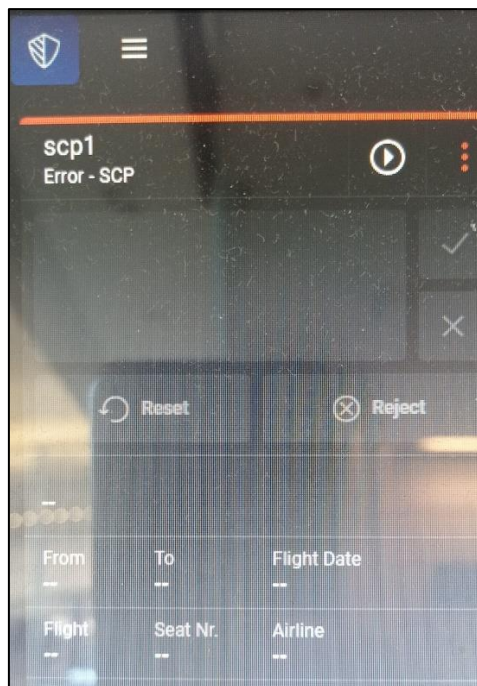 scp1
Error - SCP
Reset Reject
--
From To Flight Date
-- -- --
Flight Seat Nr. Airline
-- -- --